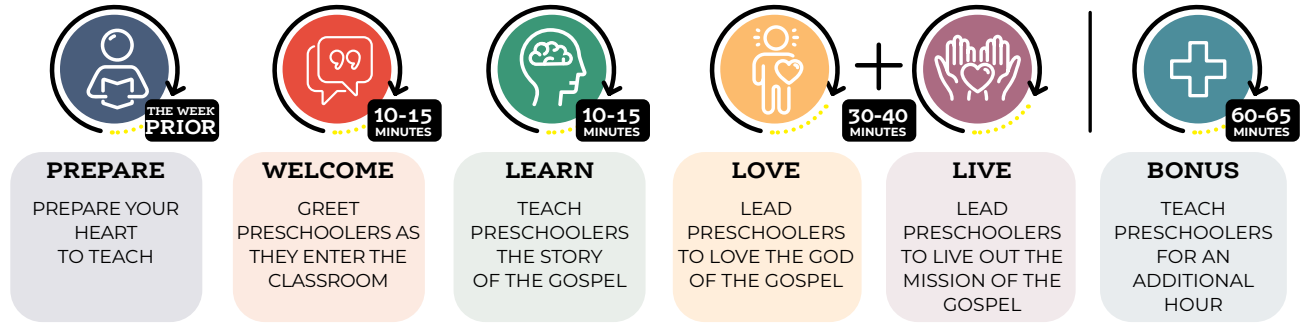 THE WEEK
PRIOR
PREPARE
PREPARE YOUR
HEART
TO TEACH
10-15
MINUTES
WELCOME
GREET
PRESCHOOLERS AS
THEY ENTER THE
CLASSROOM
10-15
MINUTES
LEARN
TEACH
PRESCHOOLERS
THE STORY
OF THE GOSPEL
30-40
MINUTES
LOVE
LEAD
PRESCHOOLERS
TO LOVE THE GOD
OF THE GOSPEL
LIVE
LEAD
PRESCHOOLERS
TO LIVE OUT THE
MISSION OF THE
GOSPEL
60-65
MINUTES
BONUS
TEACH
PRESCHOOLERS
FOR AN
ADDITIONAL
HOUR